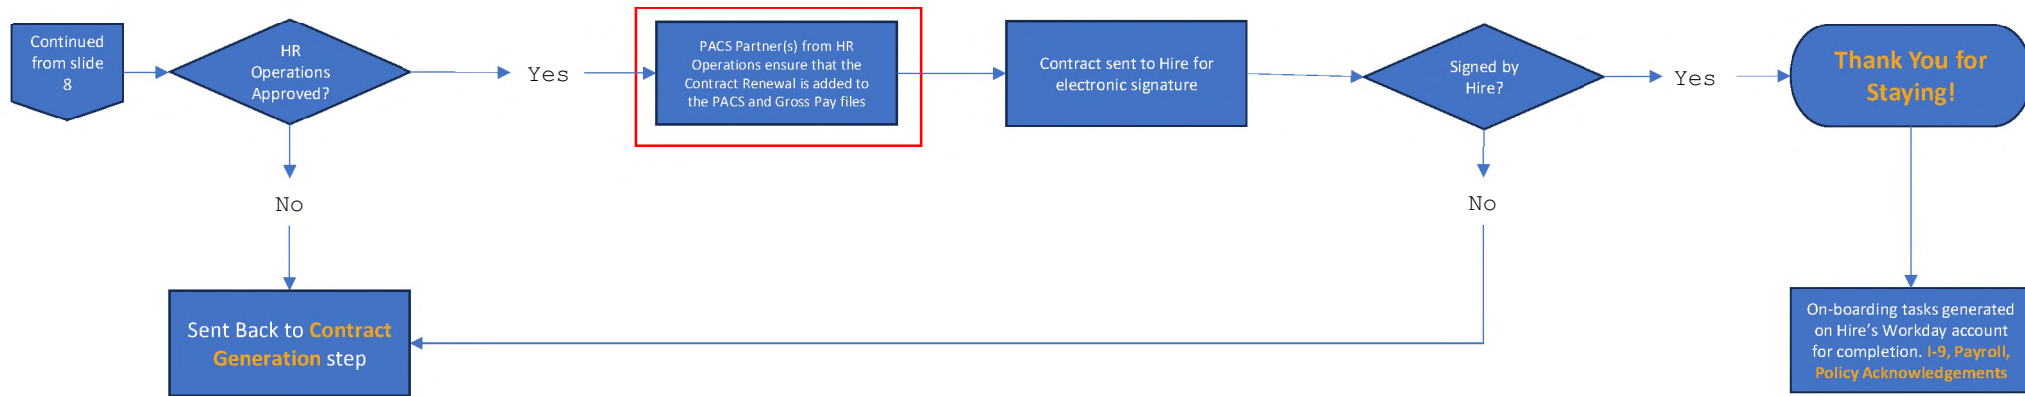 Continued
from slide
8
HR
Operations
Approved?
Yes
PACS Partner(s) from HR
Operations ensure that the
Contract Renewal is added to
the PACS and Gross Pay files
Contract sent to Hire for
electronic signature
Signed by
Hire?
Yes
Thank You for
Staying!
No
No
Sent Back to Contract
Generation step
On-boarding tasks generated
on Hire's Workday account
for completion. I-9, Payroll,
Policy Acknowledgements